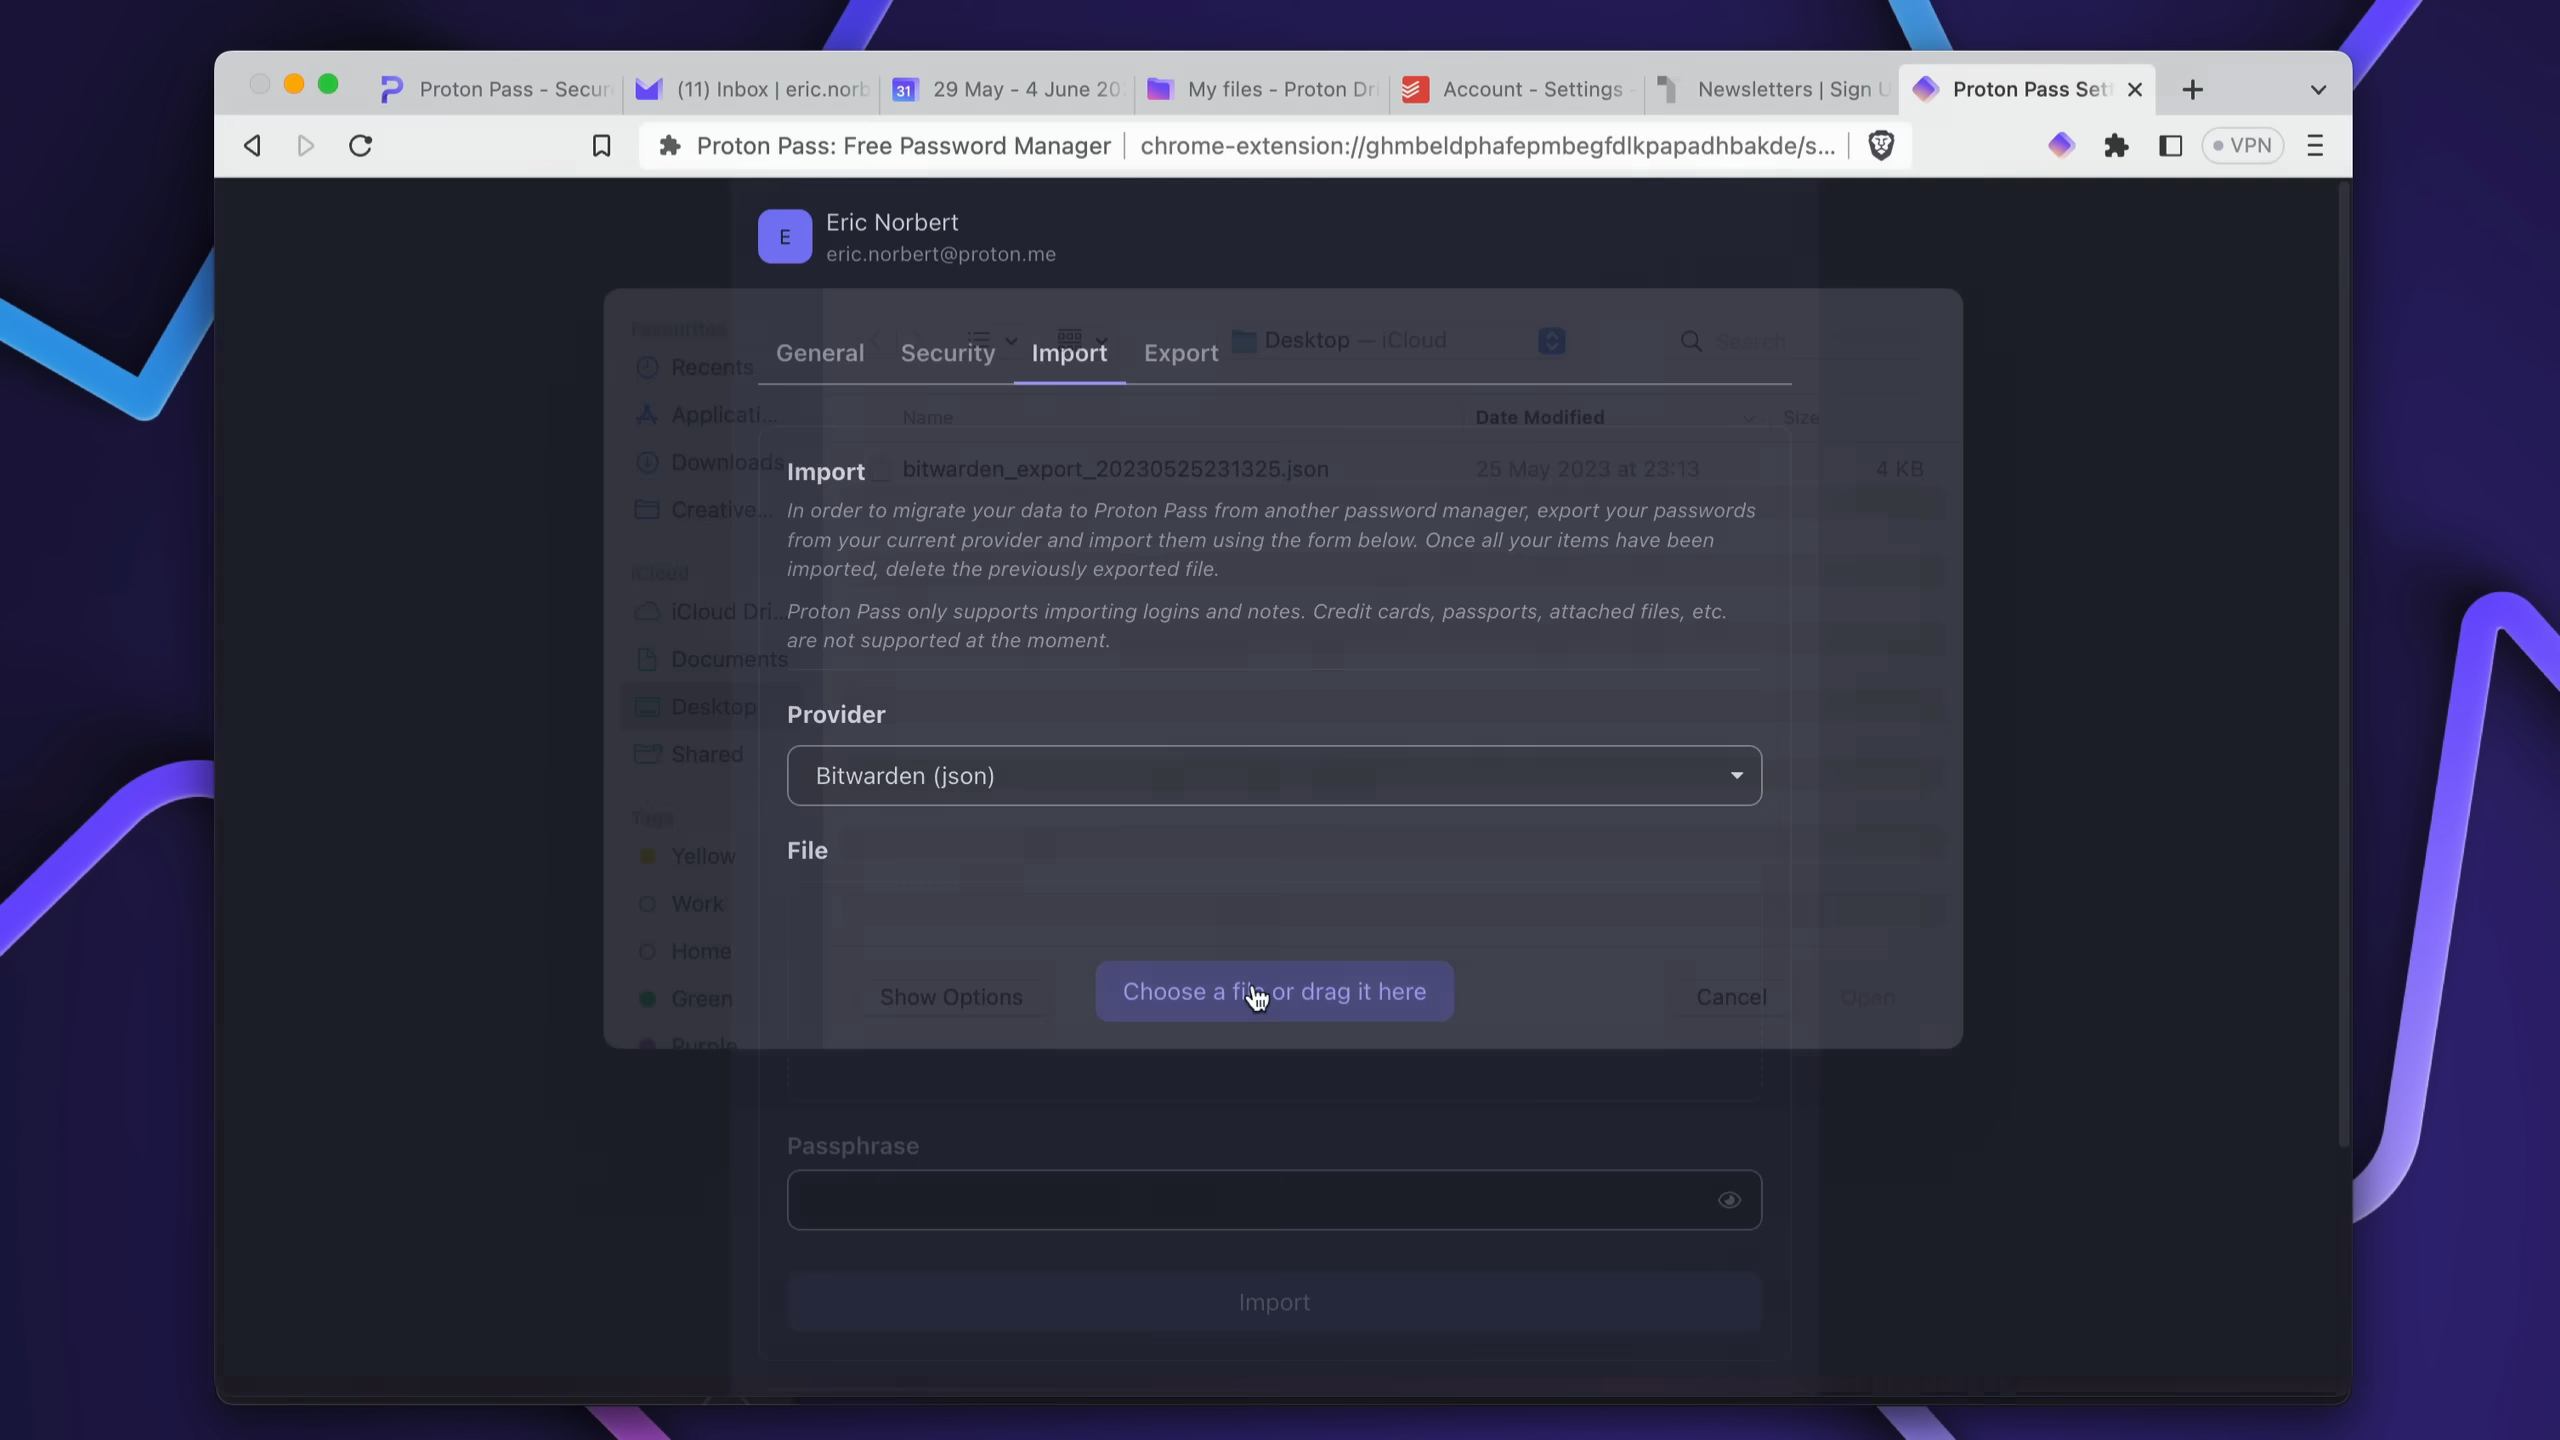 Proton Pass - Secur
(11) Inbox | eric.norb
31
29 May - 4 June 20
My files - Proton Dri
Account - Settings -
Newsletters | Sign U
Proton Pass Set
Proton Pass: Free Password Manager
chrome-extension://ghmbeldphafepmbegfdlkpapadhbakde/s...
VPN
E
Eric Norbert
eric.norbert@proton.me
Favourites
Recents
Applicati...
Downloads
Creative...
iCloud
iCloud Dri...
Documents
Desktop
Shared
Tags
Yellow
Work
Home
Green
Purple
Desktop — iCloud
Search
General
Security
Import
Export
Name
Date Modified
Size
bitwarden_export_20230525231325.json
25 May 2023 at 23:13
4 KB
Import
In order to migrate your data to Proton Pass from another password manager, export your passwords
from your current provider and import them using the form below. Once all your items have been
imported, delete the previously exported file.
Proton Pass only supports importing logins and notes. Credit cards, passports, attached files, etc.
are not supported at the moment.
Provider
Bitwarden (json)
File
Show Options
Choose a file or drag it here
Cancel
Open
Passphrase
Import